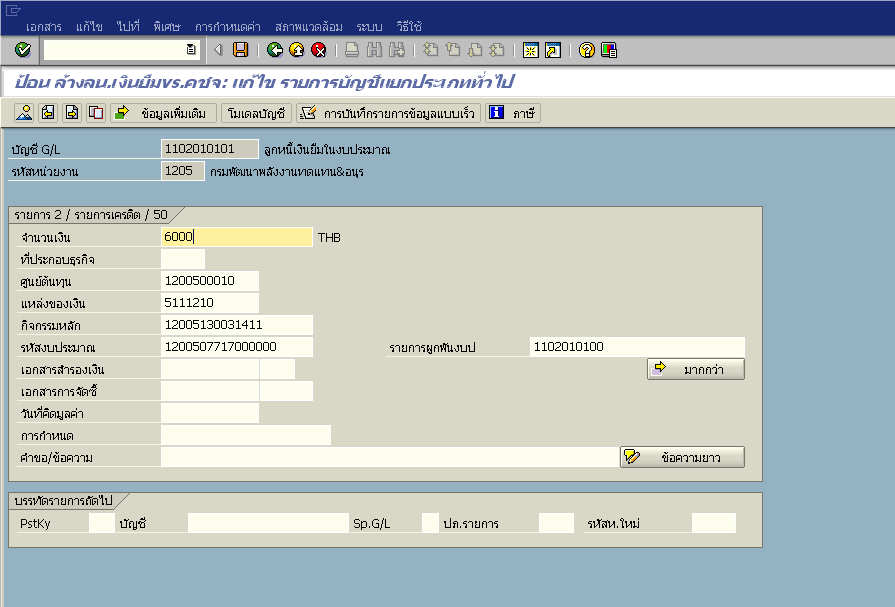 เอกสาร แก้ไข ไปที่ พิเศษ การกำหนดค่า สภาพแวดล้อม ระบบ วิธีใช้
ป้อน ล้างลน.เงินยืมvs.คชจ: แก้ไข รายการบัญชีแยกประเภททั่วไป
ข้อมูลเพิ่มเติม โมเดลบัญชี การบันทึกรายการข้อมูลแบบเร็ว ภาษี
บัญชี G/L 1102010101 ลูกหนี้เงินยืมในงบประมาณ
รหัสหน่วยงาน 1205 กรมพัฒนาพลังงานทดแทน&อนุร
รายการ 2 / รายการเครดิต / 50
จำนวนเงิน 6000 THB
ที่ประกอบธุรกิจ
ศูนย์ต้นทุน 1200500010
แหล่งของเงิน 5111210
กิจกรรมหลัก 12005130031411
รหัสงบประมาณ 1200507717000000 รายการผูกพันงบป 1102010100
เอกสารสำรองเงิน มากกว่า
เอกสารการจัดซื้
วันที่คิดมูลค่า
การกำหนด
คำขอ/ข้อความ ข้อความยาว
บรรทัดรายการถัดไป
PstKy บัญชี Sp.G/L ปภ.รายการ รหัสห.ใหม่